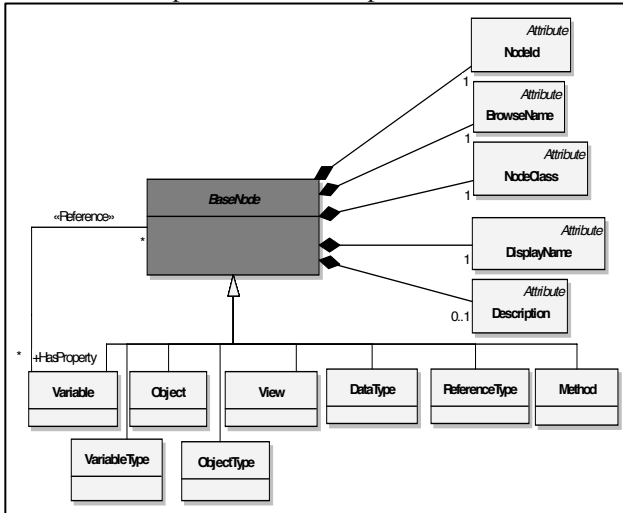 Attribute
NodeId
1
Attribute
BrowseName
1
Attribute
NodeClass
1
BaseNode
«Reference»
*
Attribute
DisplayName
1
Attribute
Description
0..1
* +HasProperty
Variable
Object
View
DataType
ReferenceType
Method
VariableType
ObjectType